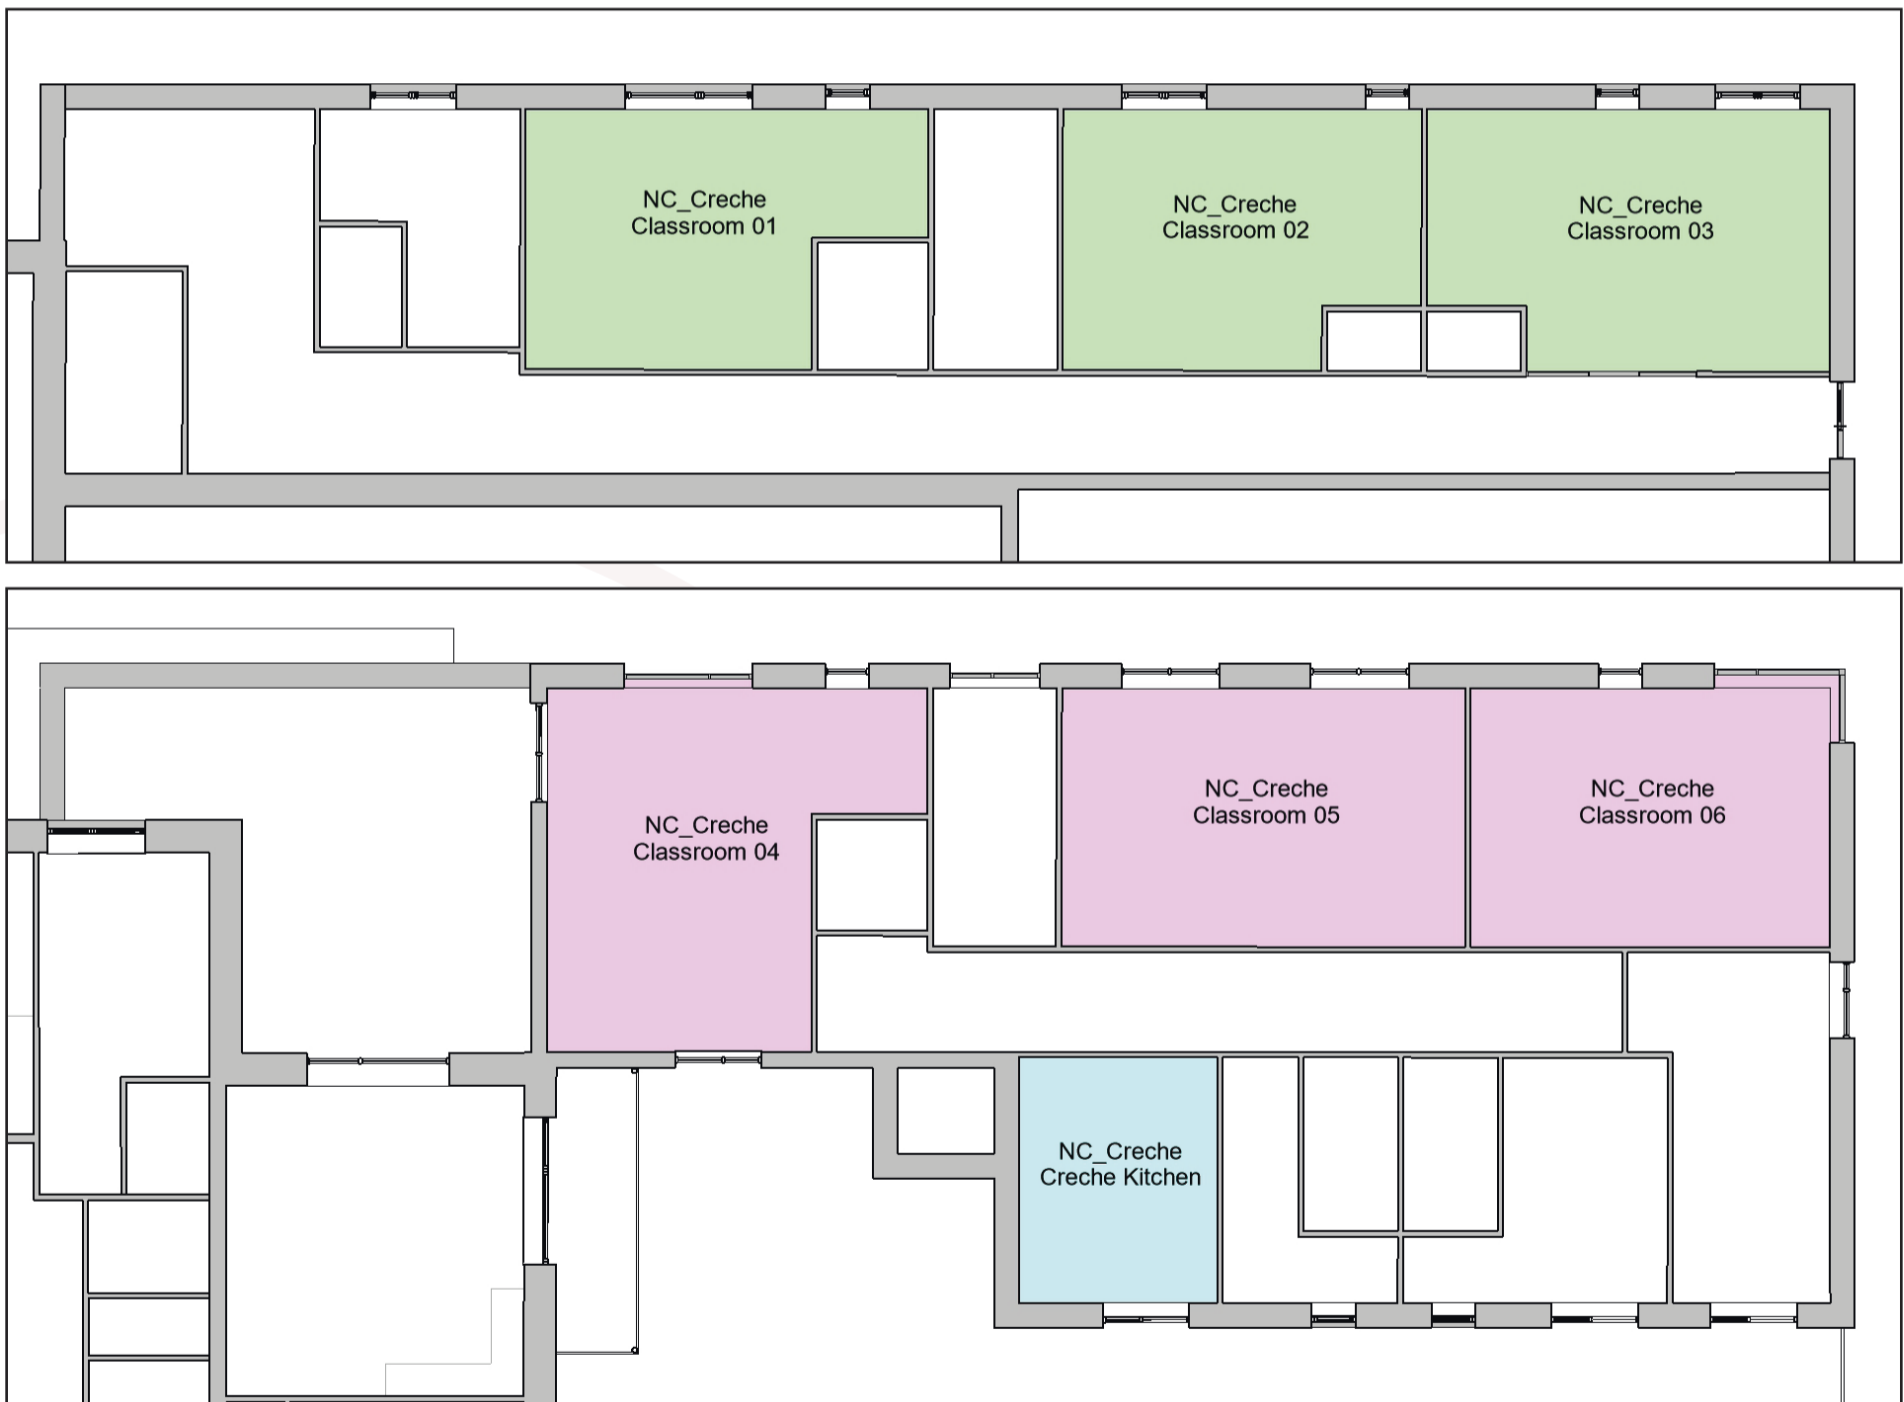 NC_Creche
Classroom 01
NC_Creche
Classroom 02
NC_Creche
Classroom 03
NC_Creche
Classroom 04
NC_Creche
Classroom 05
NC_Creche
Classroom 06
NC_Creche
Creche Kitchen